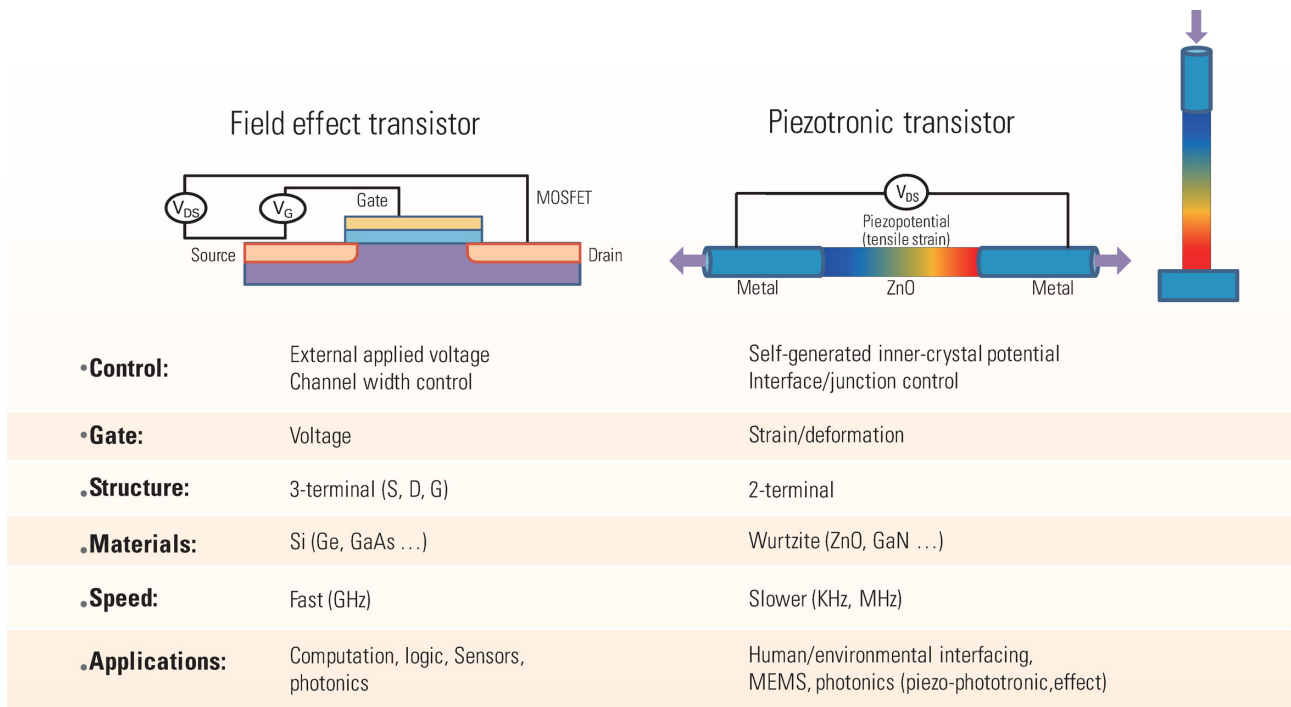 Field effect transistor
V_DS
V_G
Gate
MOSFET
Source
Drain
Piezotronic transistor
V_DS
Piezopotential
(tensile strain)
Metal
ZnO
Metal
•Control:
External applied voltage
Channel width control
Self-generated inner-crystal potential
Interface/junction control
•Gate:
Voltage
Strain/deformation
•Structure:
3-terminal (S, D, G)
2-terminal
•Materials:
Si (Ge, GaAs …)
Wurtzite (ZnO, GaN …)
•Speed:
Fast (GHz)
Slower (KHz, MHz)
•Applications:
Computation, logic, Sensors,
photonics
Human/environmental interfacing,
MEMS, photonics (piezo-phototronic,effect)